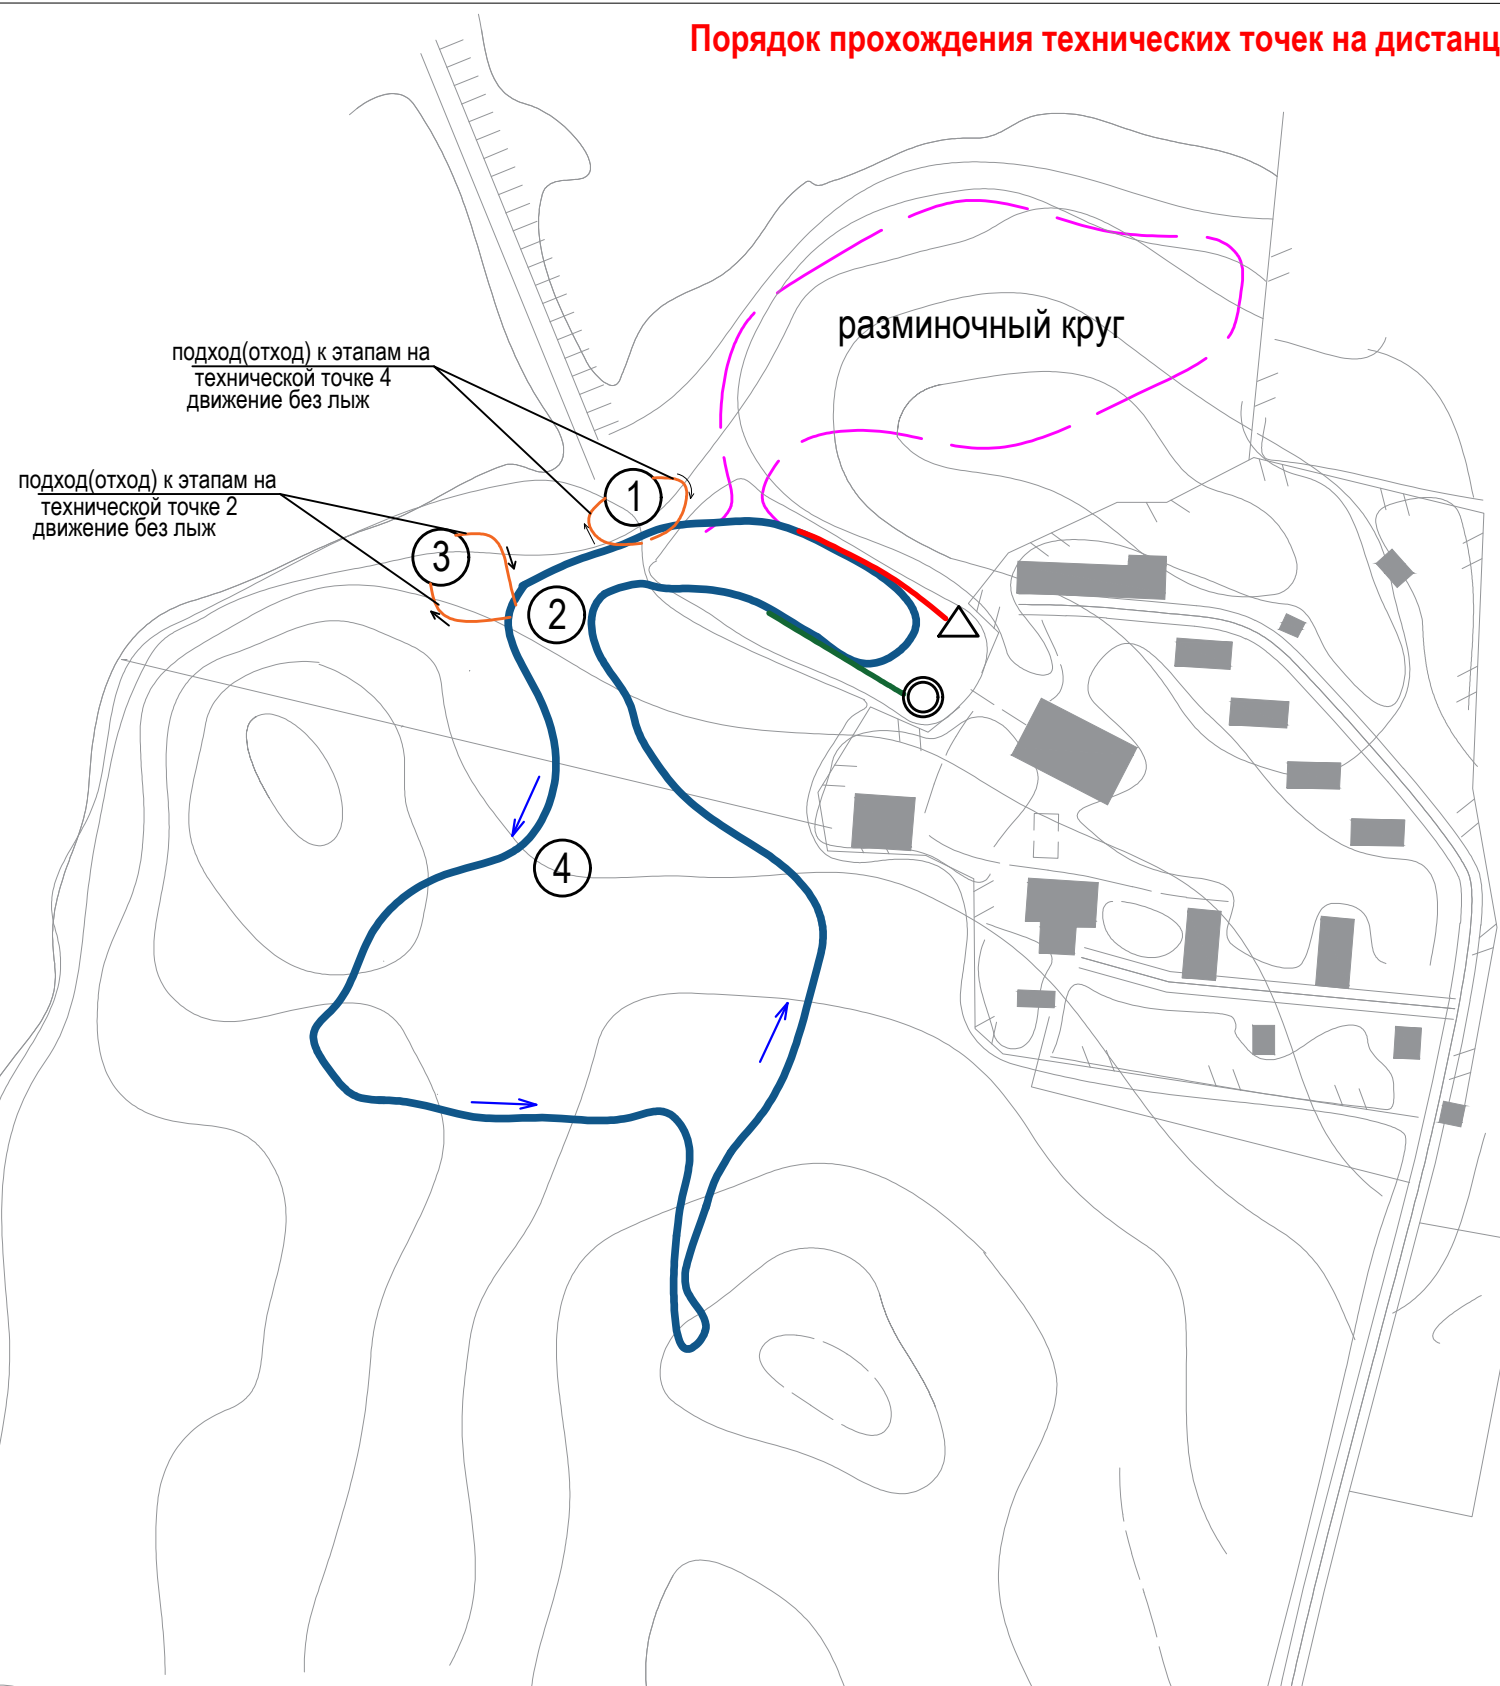 Порядок прохождения технических точек на дистанц
разминочный круг
подход(отход) к этапам на
технической точке 4
движение без лыж
подход(отход) к этапам на
технической точке 2
движение без лыж
1
3
2
4